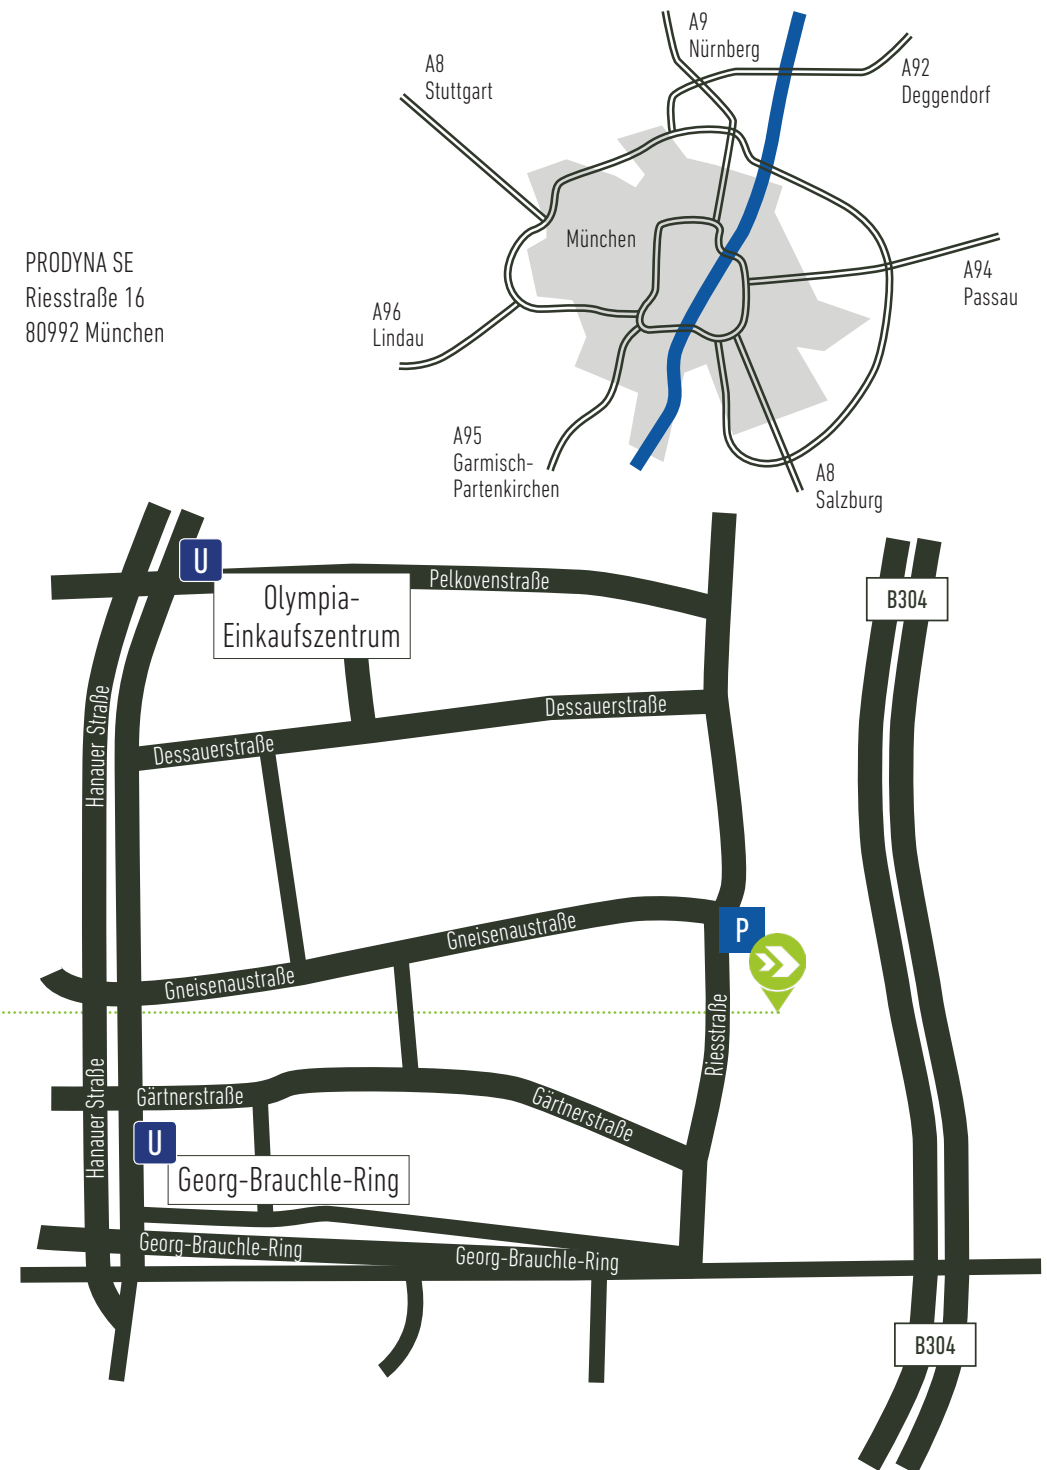 A9
Nürnberg
A8
Stuttgart
A92
Deggendorf
München
PRODYNA SE
Riesstraße 16
80992 München
A94
Passau
A96
Lindau
A95
Garmisch-
Partenkirchen
A8
Salzburg
U
Olympia-
Einkaufszentrum
Pelkovenstraße
B304
Hanauer Straße
Dessauerstraße
Dessauerstraße
Gneisenaustraße
Gneisenaustraße
P
Riesstraße
Hanauer Straße
Gärtnerstraße
Gärtnerstraße
U
Georg-Brauchle-Ring
Georg-Brauchle-Ring
Georg-Brauchle-Ring
B304